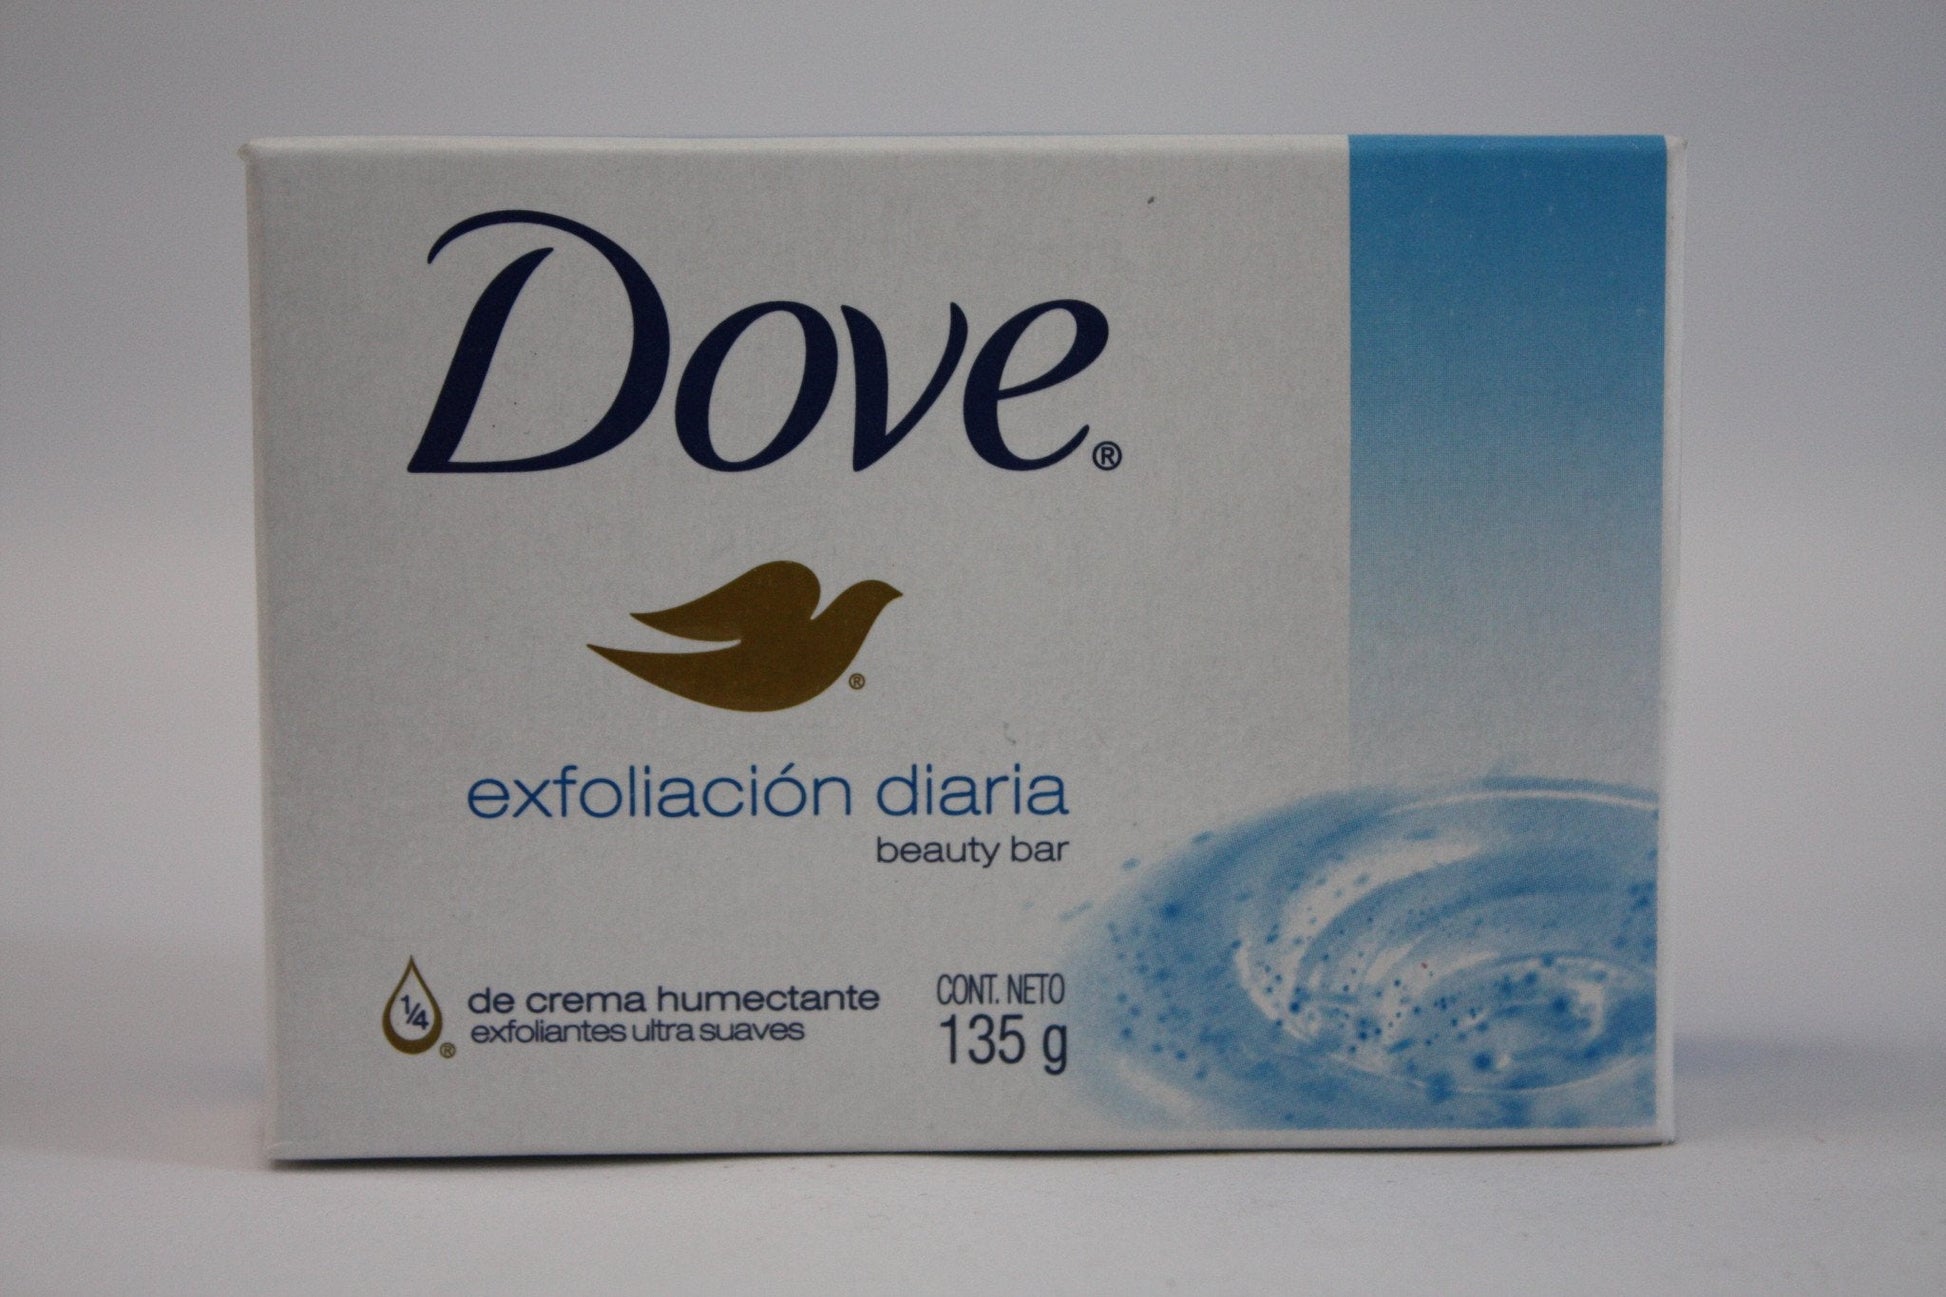 Dove®
®
exfoliación diaria
beauty bar
1/4 de crema humectante
® exfoliantes ultra suaves
CONT. NETO
135 g